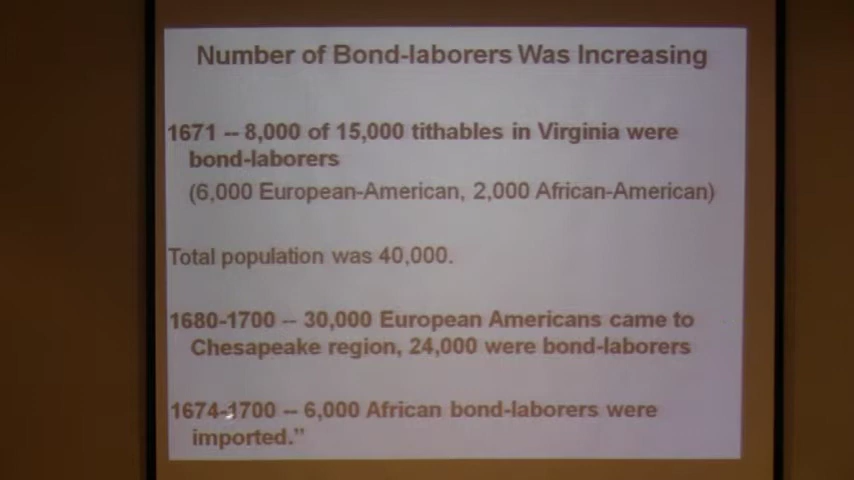 Number of Bond-laborers Was Increasing
1671 -- 8,000 of 15,000 tithables in Virginia were
bond-laborers
(6,000 European-American, 2,000 African-American)
Total population was 40,000.
1680-1700 -- 30,000 European Americans came to
Chesapeake region, 24,000 were bond-laborers
1674-1700 -- 6,000 African bond-laborers were
imported.”